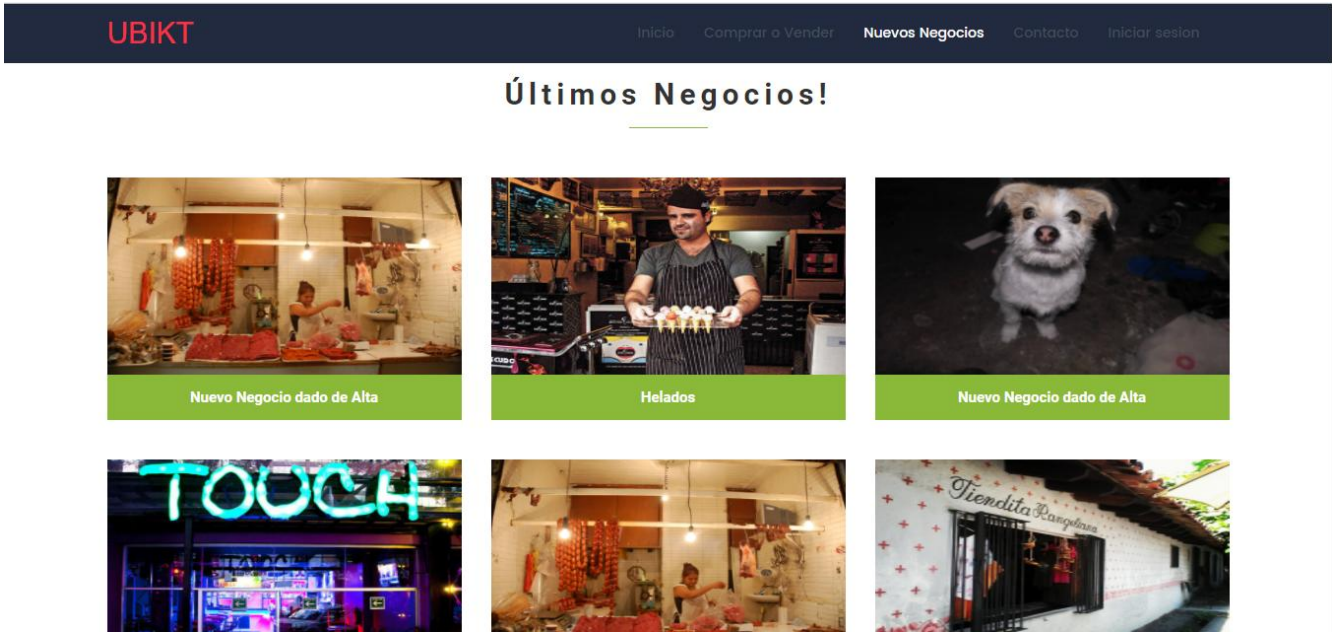 UBIKT
Inicio Comprar o Vender Nuevos Negocios Contacto Iniciar sesion
Últimos Negocios!
Nuevo Negocio dado de Alta
Helados
Nuevo Negocio dado de Alta
TOUCH
Tiendita Rangeliana